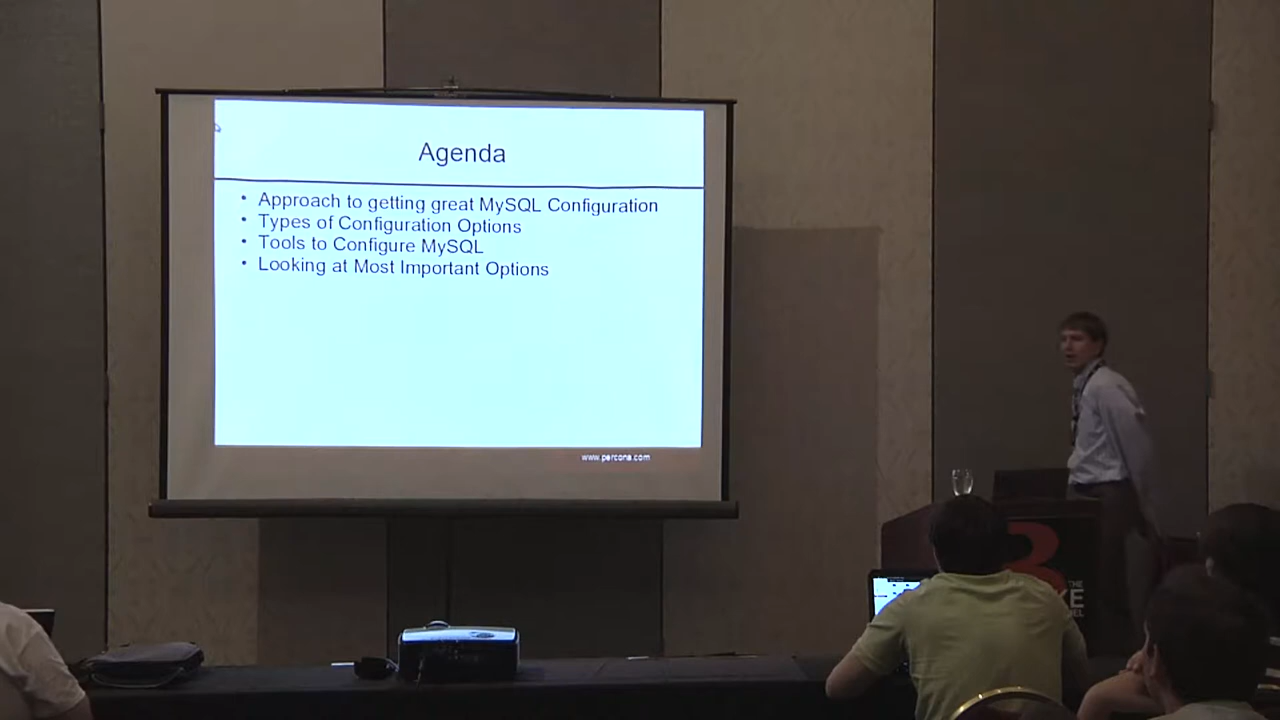 Agenda
• Approach to getting great MySQL Configuration
• Types of Configuration Options
• Tools to Configure MySQL
• Looking at Most Important Options
www.percona.com
THE